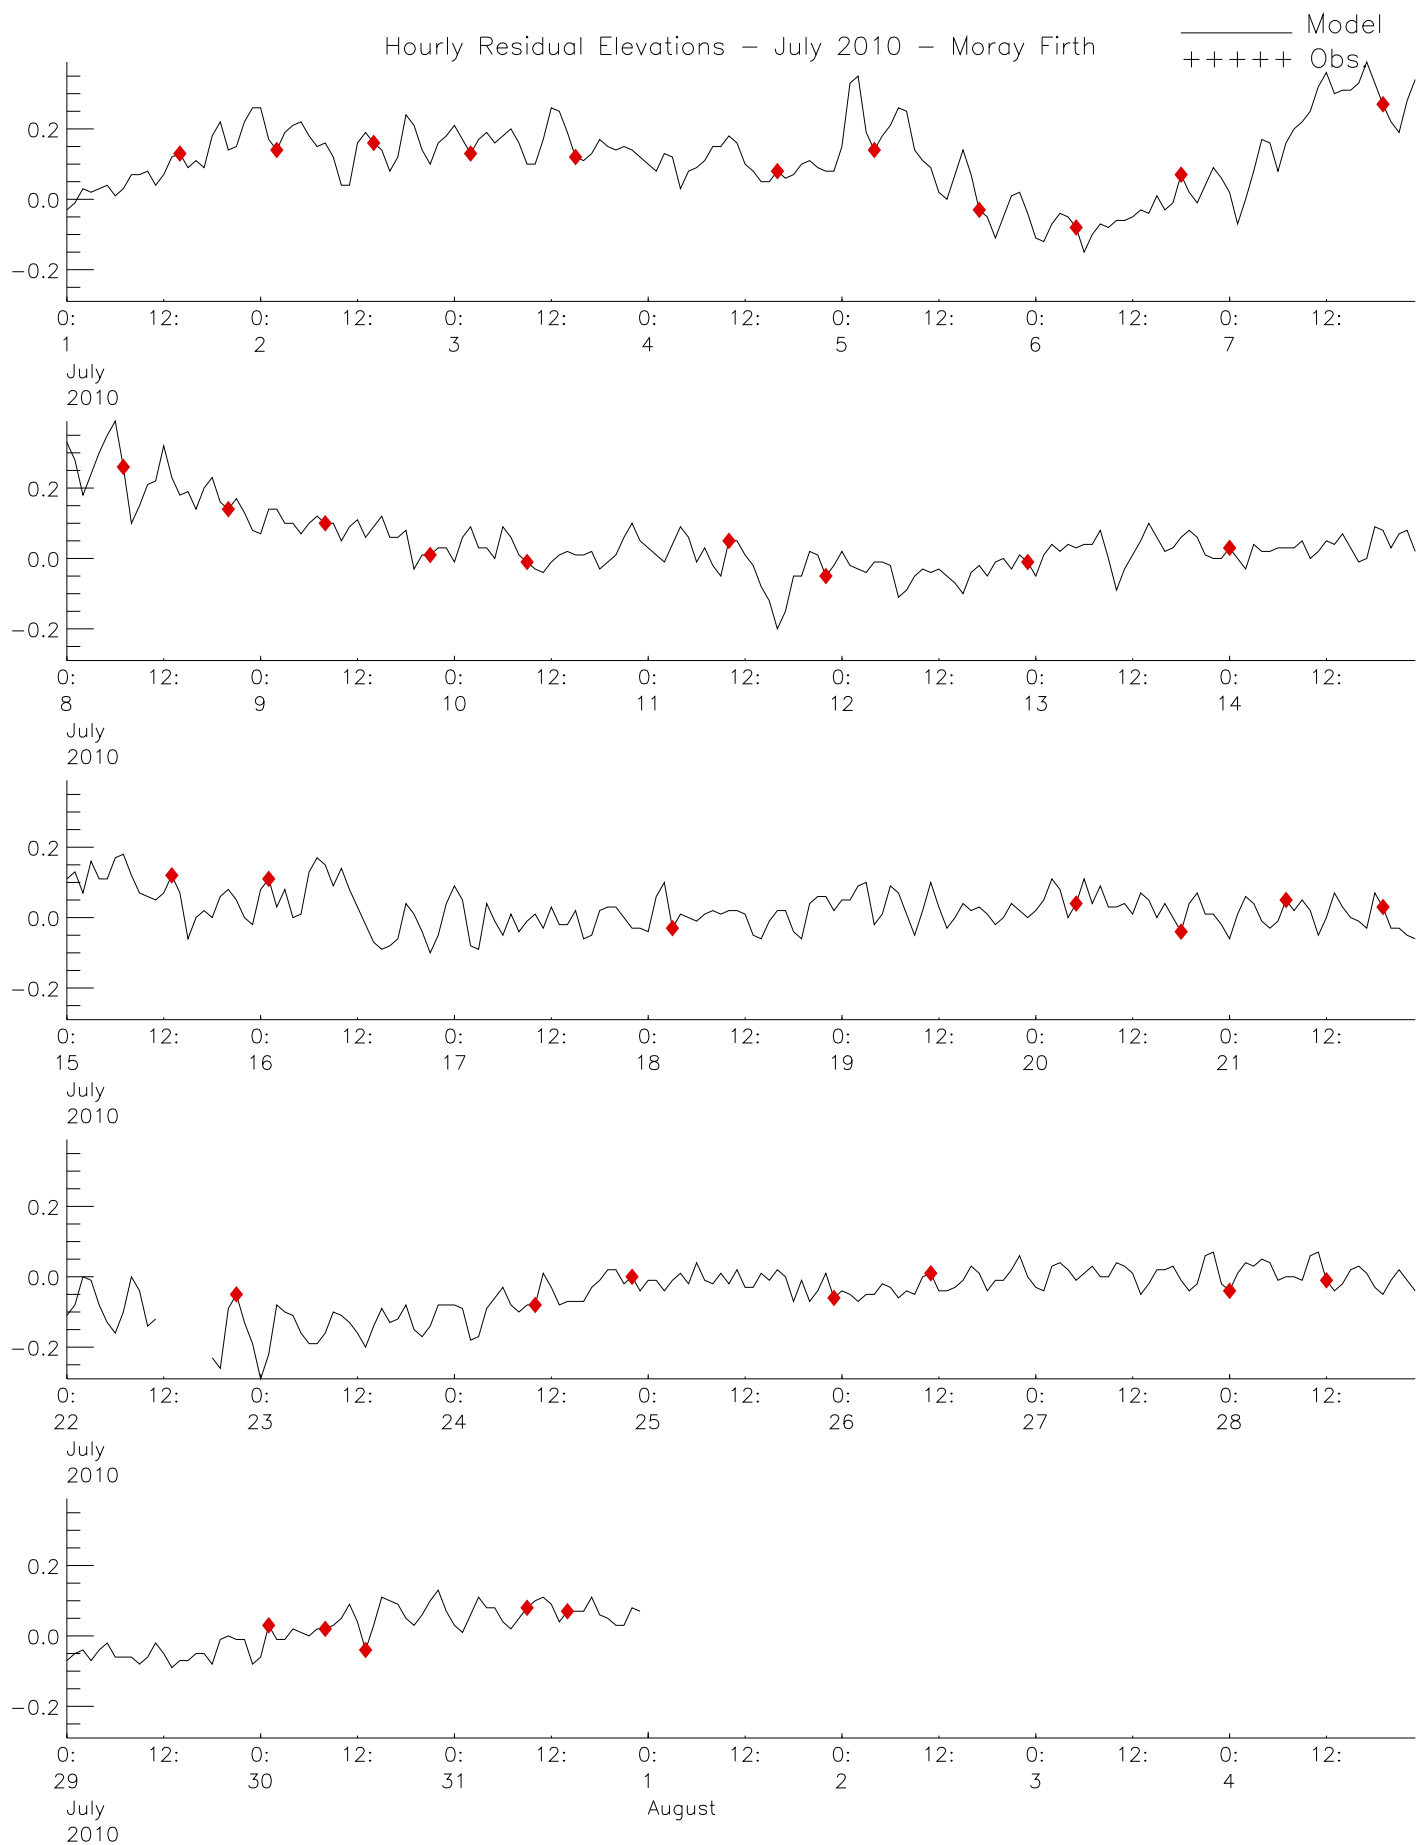 Hourly Residual Elevations – July 2010 – Moray Firth
Model
+++++ Obs.
0.2
0.0
−0.2
0: 12: 0: 12: 0: 12: 0: 12: 0: 12: 0: 12: 0: 12:
1 2 3 4 5 6 7
July
2010
0.2
0.0
−0.2
0: 12: 0: 12: 0: 12: 0: 12: 0: 12: 0: 12: 0: 12:
8 9 10 11 12 13 14
July
2010
0.2
0.0
−0.2
0: 12: 0: 12: 0: 12: 0: 12: 0: 12: 0: 12: 0: 12:
15 16 17 18 19 20 21
July
2010
0.2
0.0
−0.2
0: 12: 0: 12: 0: 12: 0: 12: 0: 12: 0: 12: 0: 12:
22 23 24 25 26 27 28
July
2010
0.2
0.0
−0.2
0: 12: 0: 12: 0: 12: 0: 12: 0: 12: 0: 12: 0: 12:
29 30 31 1 2 3 4
July August
2010